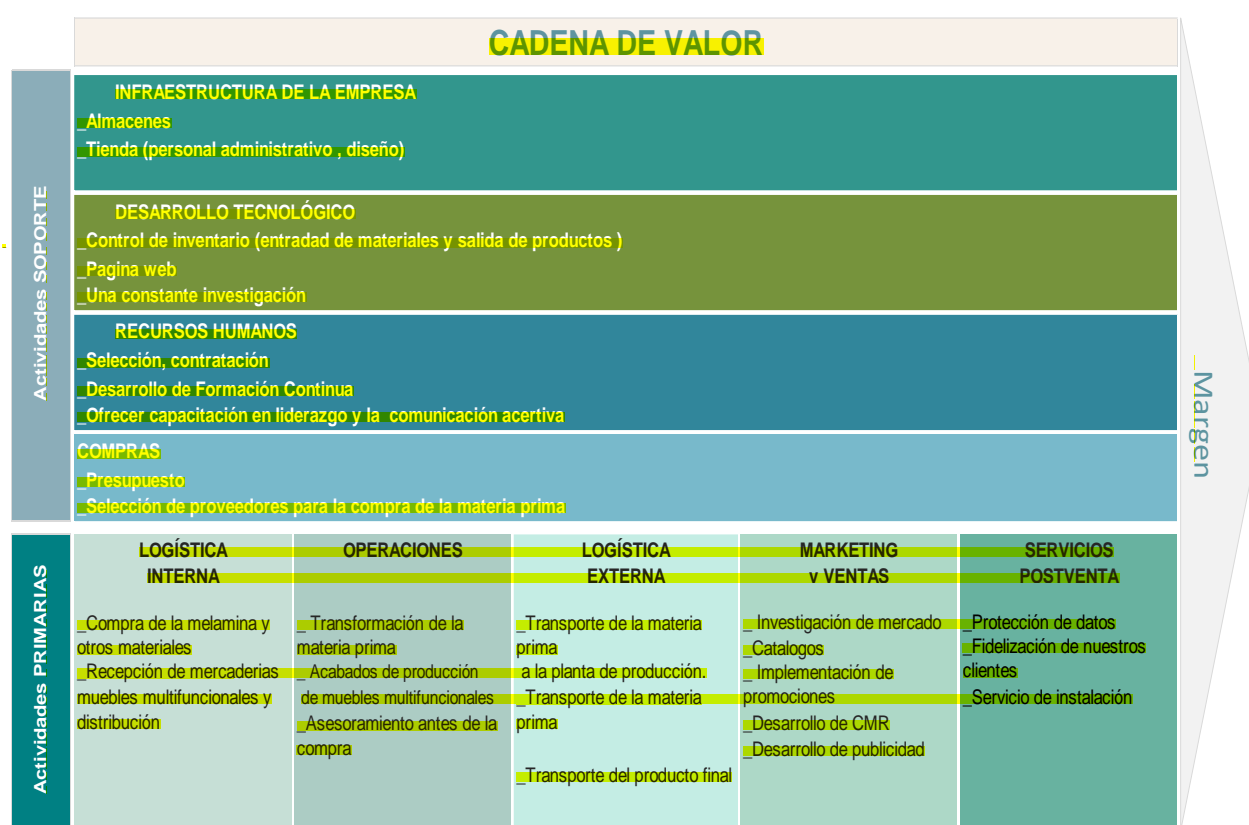 CADENA DE VALOR
Actividades SOPORTE
INFRAESTRUCTURA DE LA EMPRESA
_Almacenes
_Tienda (personal administrativo , diseño)
DESARROLLO TECNOLÓGICO
_Control de inventario (entradad de materiales y salida de productos )
_Pagina web
_Una constante investigación
RECURSOS HUMANOS
_Selección, contratación
_Desarrollo de Formación Continua
_Ofrecer capacitación en liderazgo y la comunicación acertiva
COMPRAS
_Presupuesto
_Selección de proveedores para la compra de la materia prima
_Margen
Actividades PRIMARIAS
LOGÍSTICA
INTERNA
_Compra de la melamina y
otros materiales
_Recepción de mercaderias
muebles multifuncionales y
distribución
OPERACIONES
_Transformación de la
materia prima
_ Acabados de producción
de muebles multifuncionales
_Asesoramiento antes de la
compra
LOGÍSTICA
EXTERNA
_Transporte de la materia
prima
a la planta de producción.
_Transporte de la materia
prima
_Transporte del producto final
MARKETING
y VENTAS
_ Investigación de mercado
_Catalogos
_ Implementación de
promociones
_Desarrollo de CMR
_Desarrollo de publicidad
SERVICIOS
POSTVENTA
_Protección de datos
_Fidelización de nuestros
clientes
_Servicio de instalación